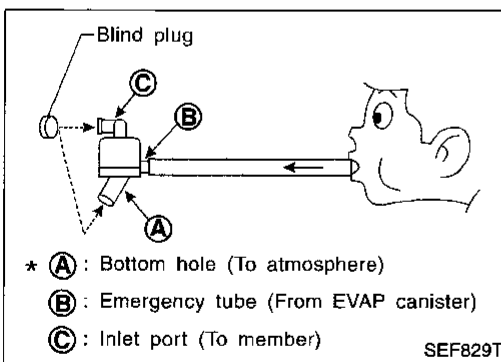 Blind plug
C
B
A
* A : Bottom hole (To atmosphere)
B : Emergency tube (From EVAP canister)
C : Inlet port (To member)
SEF829T